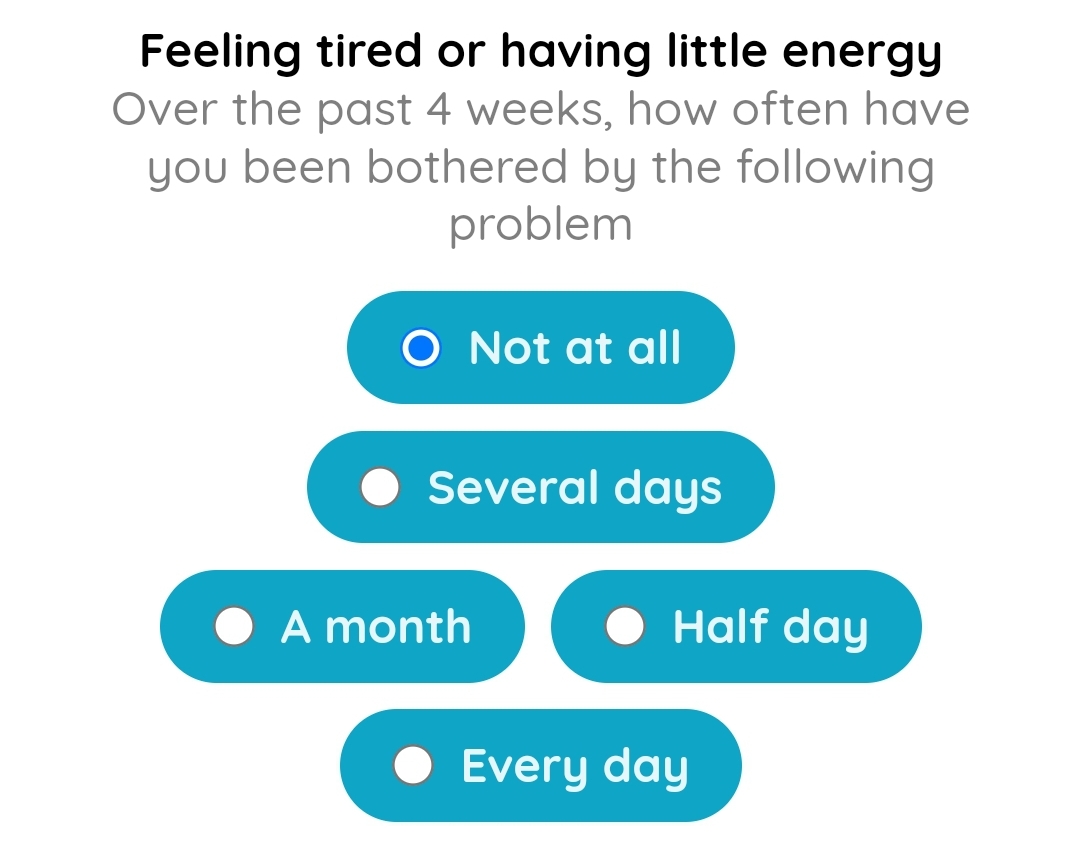 Feeling tired or having little energy
Over the past 4 weeks, how often have
you been bothered by the following
problem
Not at all
Several days
A month
Half day
Every day